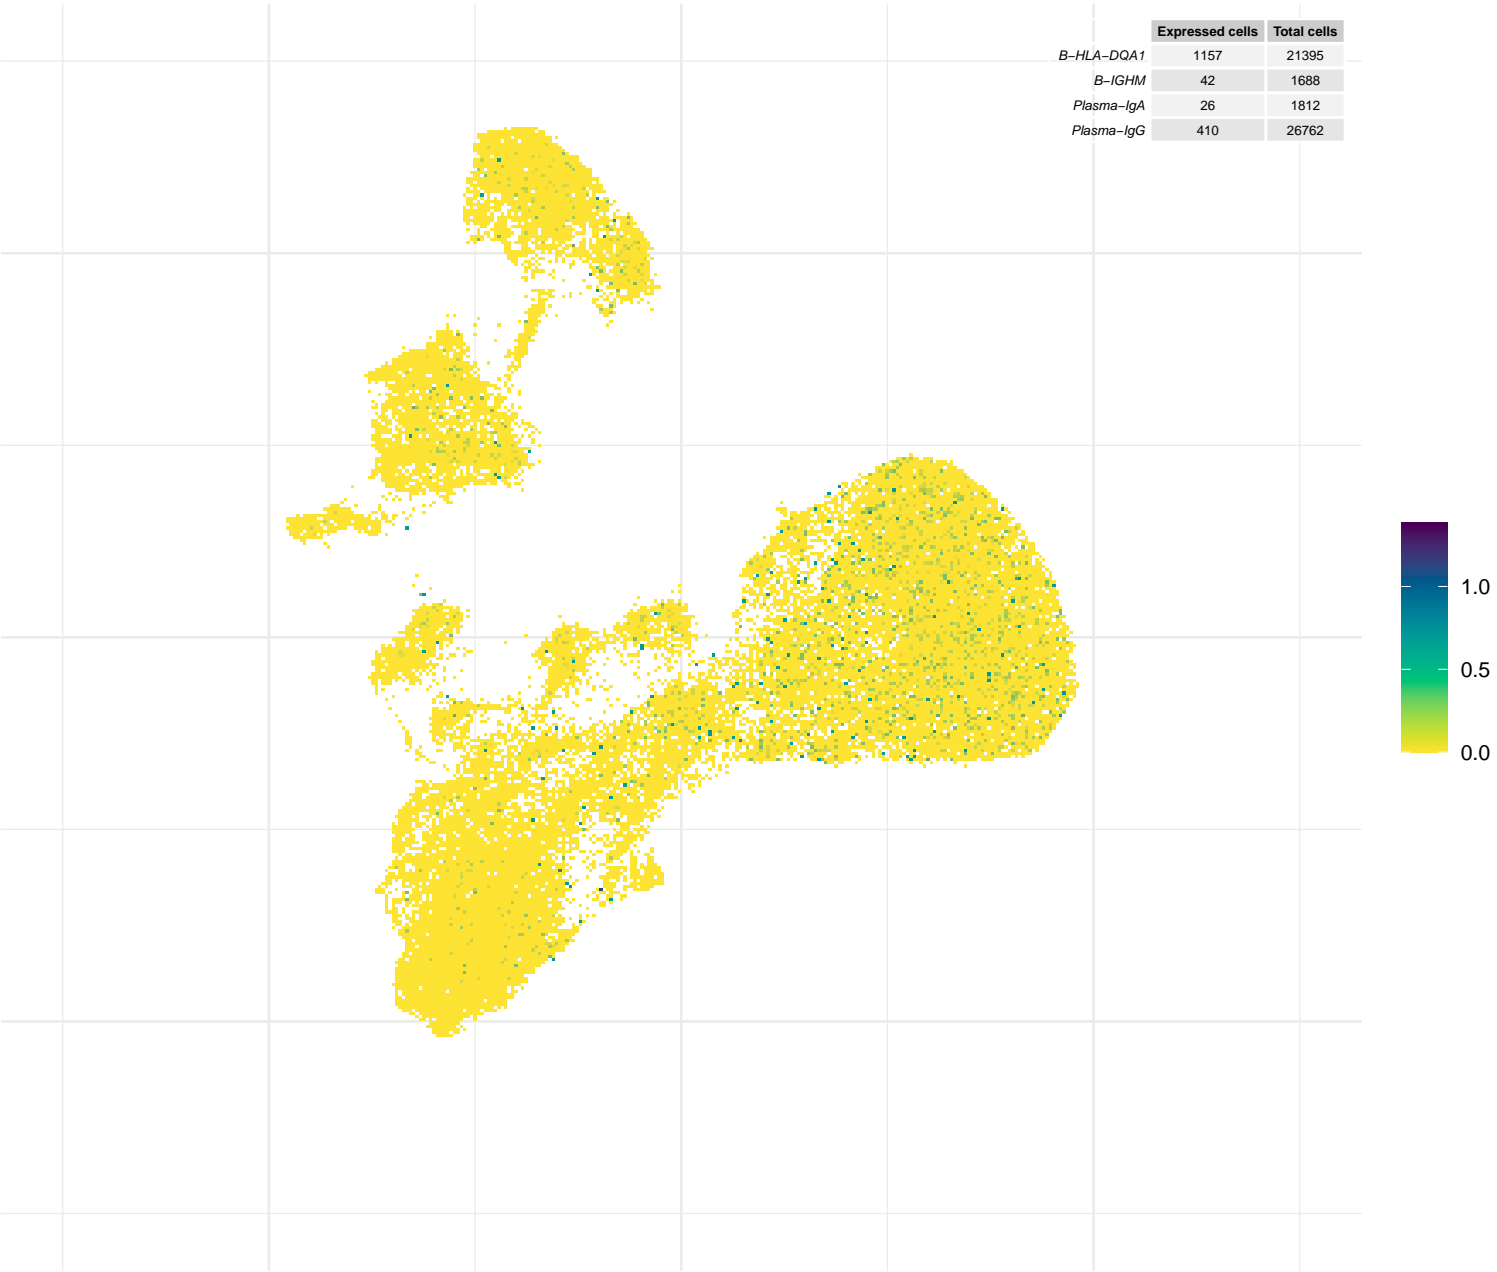 Expressed cells Total cells
B−HLA−DQA1 1157 21395
B−IGHM 42 1688
Plasma−IgA 26 1812
Plasma−IgG 410 26762
1.0
0.5
0.0